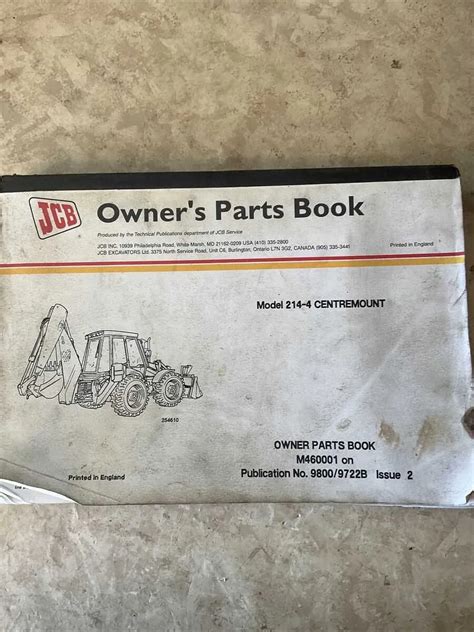 JCB
Owner's Parts Book
Produced by the Technical Publications department of JCB Service
JCB INC. 10939 Philadelphia Road, White Marsh, MD 21162-0209 USA (410) 335-2800
JCB EXCAVATORS Ltd. 3375 North Service Road, Unit C6, Burlington, Ontario L7N 3G2, CANADA (905) 335-3441
Printed in England
Model 214-4 CENTREMOUNT
254610
OWNER PARTS BOOK
M460001 on
Publication No. 9800/9722B Issue 2
Printed in England